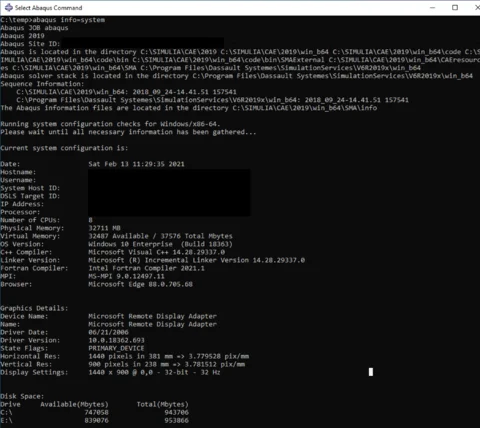 Select Abaqus Command
C:\temp>abaqus info=system
Abaqus JOB abaqus
Abaqus 2019
Abaqus Site ID:
Abaqus is located in the directory C:\SIMULIA\CAE\2019 C:\SIMULIA\CAE\2019\win_b64 C:\SIMULIA\CAE\2019\win_b64\code C:\S
IMULIA\CAE\2019\win_b64\code\bin C:\SIMULIA\CAE\2019\win_b64\code\bin\SMAExternal C:\SIMULIA\CAE\2019\win_b64\CAEresourc
es C:\SIMULIA\CAE\2019\win_b64\SMA C:\Program Files\Dassault Systemes\SimulationServices\V6R2019x\win_b64
Abaqus solver stack is located in the directory C:\Program Files\Dassault Systemes\SimulationServices\V6R2019x\win_b64
Sequence Information:
C:\SIMULIA\CAE\2019\win_b64: 2018_09_24-14.41.51 157541
C:\Program Files\Dassault Systemes\SimulationServices\V6R2019x\win_b64: 2018_09_24-14.41.51 157541
The Abaqus information files are located in the directory C:\SIMULIA\CAE\2019\win_b64\SMA\info
Running system configuration checks for Windows/x86-64.
Please wait until all necessary information has been gathered...
Current system configuration is:
Date: Sat Feb 13 11:29:35 2021
Hostname:
Username:
System Host ID:
DSLS Target ID:
IP Address:
Processor:
Number of CPUs: 8
Physical Memory: 32711 MB
Virtual Memory: 32487 Available / 37576 Total Mbytes
OS Version: Windows 10 Enterprise (Build 18363)
C++ Compiler: Microsoft Visual C++ 14.28.29337.0
Linker Version: Microsoft (R) Incremental Linker Version 14.28.29337.0
Fortran Compiler: Intel Fortran Compiler 2021.1
MPI: MS-MPI 9.0.12497.11
Browser: Microsoft Edge 88.0.705.68
Graphics Details:
Device Name: Microsoft Remote Display Adapter
Name: Microsoft Remote Display Adapter
Driver Date: 06/21/2006
Driver Version: 10.0.18362.693
State Flags: PRIMARY_DEVICE
Horizontal Res: 1440 pixels in 381 mm => 3.779528 pix/mm
Vertical Res: 900 pixels in 238 mm => 3.781512 pix/mm
Display Settings: 1440 x 900 @ 0,0 - 32-bit - 32 Hz
Disk Space:
Drive Available(Mbytes) Total(Mbytes)
C:\ 747058 943706
E:\ 839076 953866